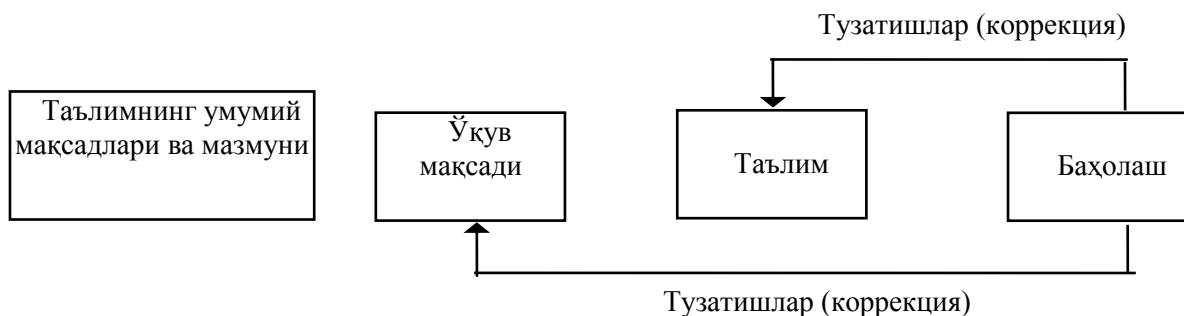 Тузатишлар (коррекция)
Таълимнинг умумий
мақсадлари ва мазмуни
Ўқув
мақсади
Таълим
Баҳолаш
Тузатишлар (коррекция)